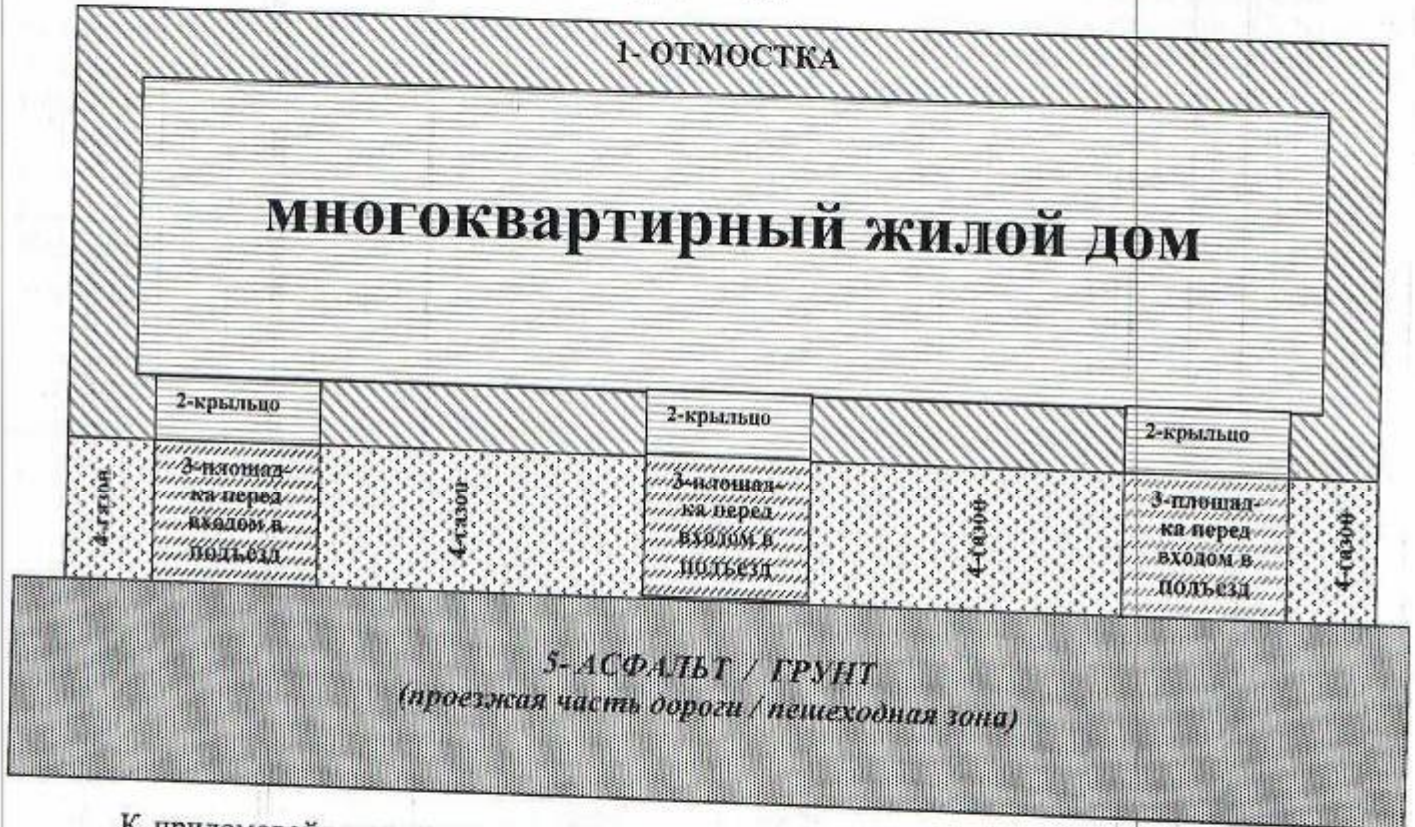 1- ОТМОСТКА
многоквартирный жилой дом
2-крыльцо
2-крыльцо
2-крыльцо
4-газон
3-площад-
ка перед
входом в
подъезд
4-газон
3-площад-
ка перед
входом в
подъезд
4-газон
3-площад-
ка перед
входом в
подъезд
4-газон
5- АСФАЛЬТ / ГРУНТ
(проезжая часть дороги / пешеходная зона)
К придомовой